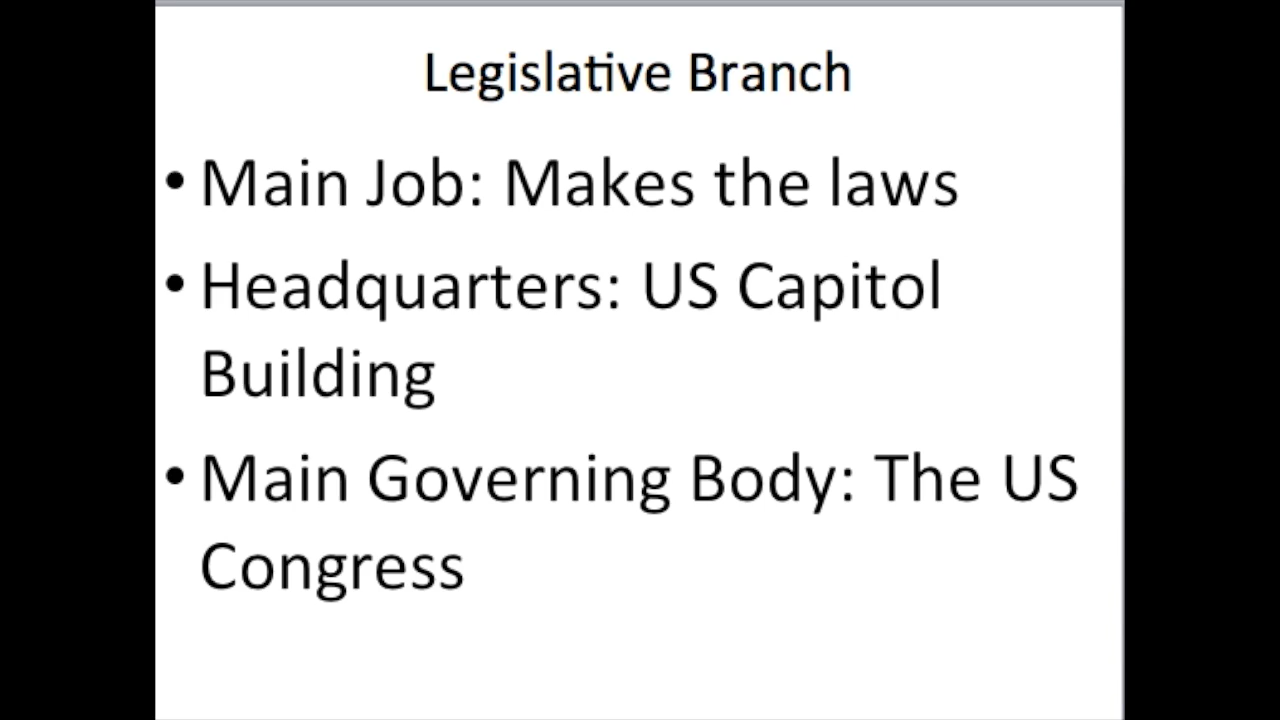 Legislative Branch
• Main Job: Makes the laws
• Headquarters: US Capitol
Building
• Main Governing Body: The US
Congress